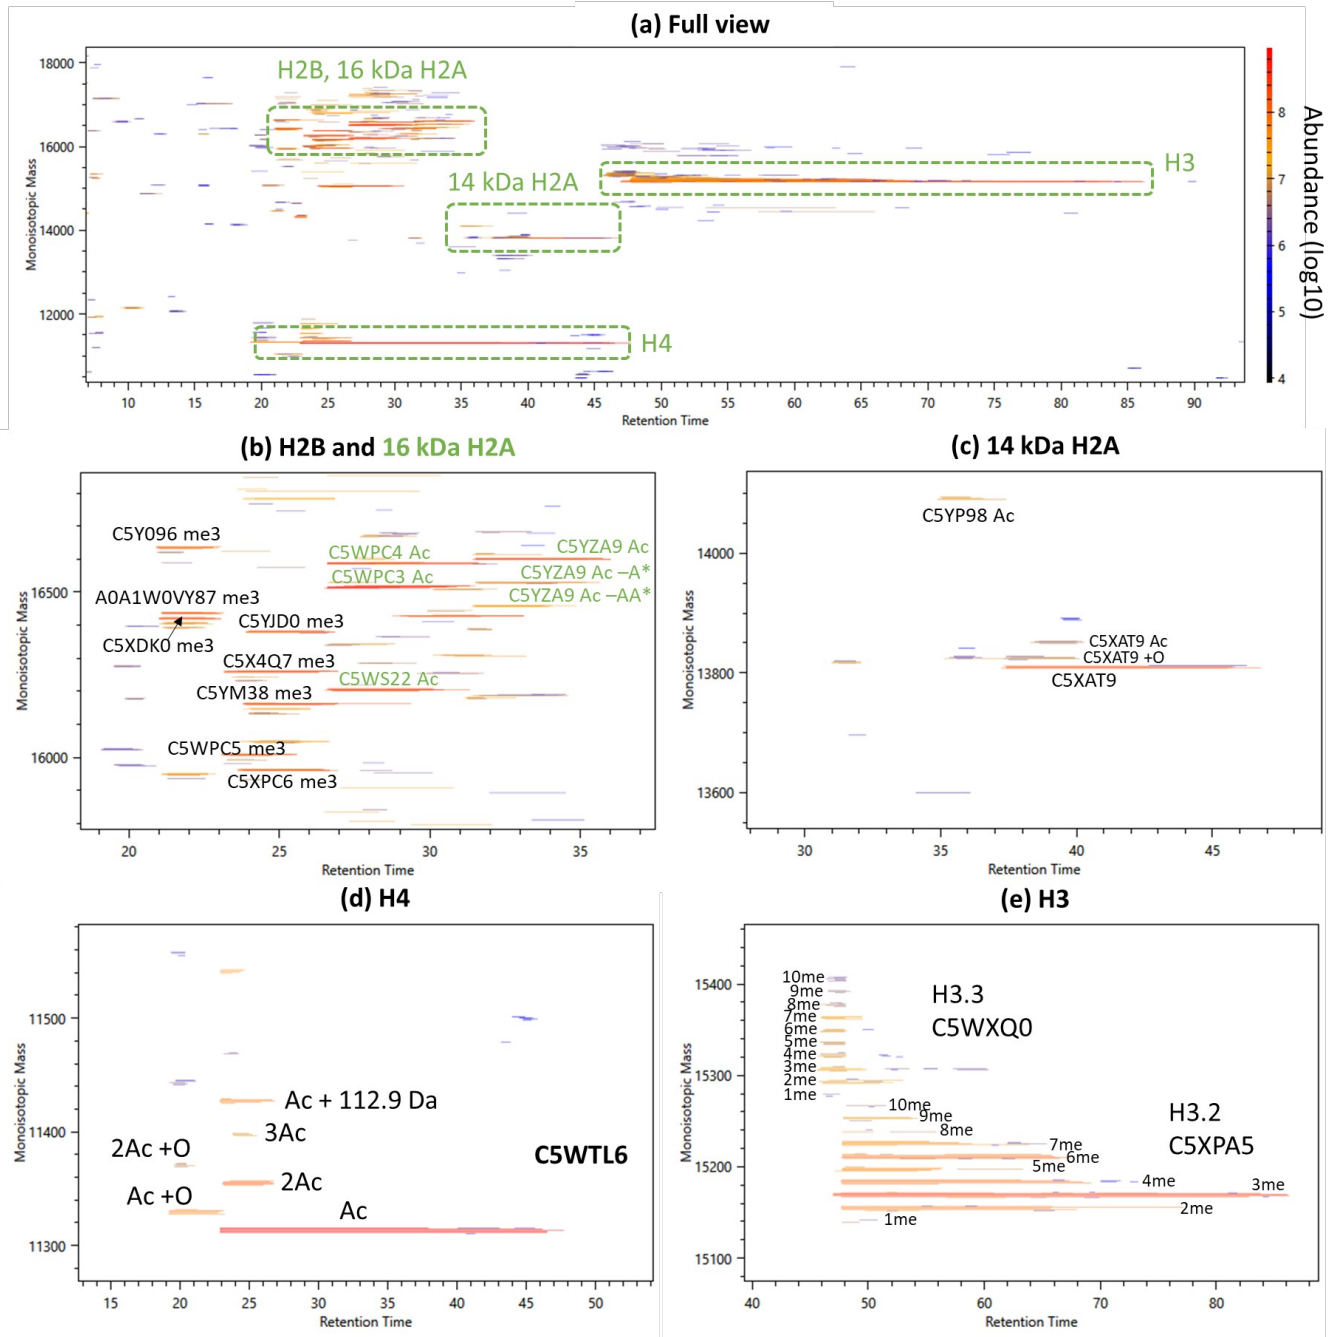 (a) Full view
18000
16000
14000
12000
Monoisotopic Mass
H2B, 16 kDa H2A
14 kDa H2A
H3
H4
10 15 20 25 30 35 40 45 50 55 60 65 70 75 80 85 90
Retention Time
8
7
6
5
4
Abundance (log10)
(b) H2B and 16 kDa H2A
16500
16000
Monoisotopic Mass
C5Y096 me3
A0A1W0VY87 me3
C5XDK0 me3
C5YJD0 me3
C5X4Q7 me3
C5YM38 me3
C5WPC5 me3
C5XPC6 me3
C5WPC4 Ac
C5WPC3 Ac
C5WS22 Ac
C5YZA9 Ac
C5YZA9 Ac –A*
C5YZA9 Ac –AA*
20 25 30 35
Retention Time
(c) 14 kDa H2A
14000
13800
13600
Monoisotopic Mass
C5YP98 Ac
C5XAT9 Ac
C5XAT9 +O
C5XAT9
30 35 40 45
Retention Time
(d) H4
11500
11400
11300
Monoisotopic Mass
Ac + 112.9 Da
3Ac
2Ac +O
2Ac
Ac +O
Ac
C5WTL6
15 20 25 30 35 40 45 50
Retention Time
(e) H3
15400
15300
15200
15100
Monoisotopic Mass
10me
9me
8me
7me
6me
5me
4me
3me
2me
1me
H3.3
C5WXQ0
10me
9me
8me
7me
6me
5me
4me
3me
2me
1me
H3.2
C5XPA5
40 50 60 70 80
Retention Time